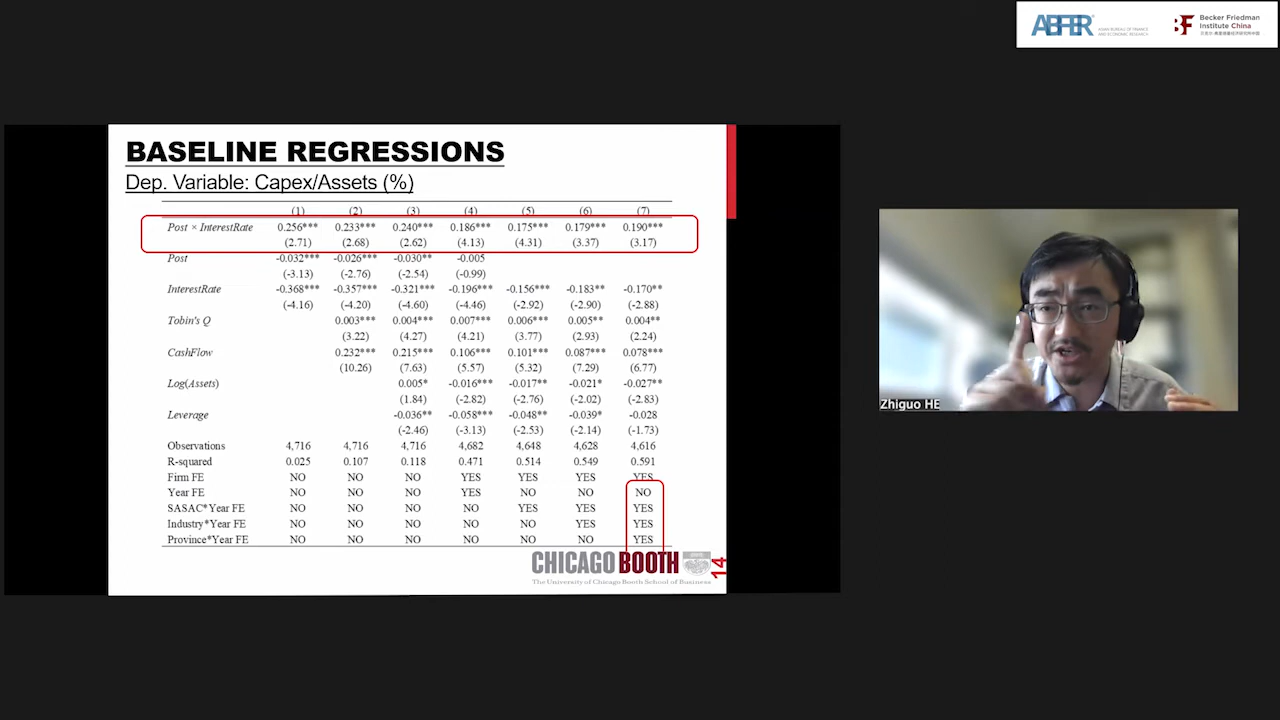 ABFER
ASIAN BUREAU OF FINANCE
AND ECONOMIC RESEARCH
BF
Becker Friedman
Institute China
BASELINE REGRESSIONS
Dep. Variable: Capex/Assets (%)
(1) (2) (3) (4) (5) (6) (7)
Post × InterestRate 0.256*** 0.233*** 0.240*** 0.186*** 0.175*** 0.179*** 0.190***
(2.71) (2.68) (2.62) (4.13) (4.31) (3.37) (3.17)
Post -0.032*** -0.026*** -0.030** -0.005
(-3.13) (-2.76) (-2.54) (-0.99)
InterestRate -0.368*** -0.357*** -0.321*** -0.196*** -0.156*** -0.183** -0.170**
(-4.16) (-4.20) (-4.60) (-4.46) (-2.92) (-2.90) (-2.88)
Tobin's Q 0.003*** 0.004*** 0.007*** 0.006*** 0.005** 0.004**
(3.22) (4.27) (4.21) (3.77) (2.93) (2.24)
CashFlow 0.232*** 0.215*** 0.106*** 0.101*** 0.087*** 0.078***
(10.26) (7.63) (5.57) (5.32) (7.29) (6.77)
Log(Assets) 0.005* -0.016*** -0.017** -0.021* -0.027**
(1.84) (-2.82) (-2.76) (-2.02) (-2.83)
Leverage -0.036** -0.058*** -0.048** -0.039* -0.028
(-2.46) (-3.13) (-2.53) (-2.14) (-1.73)
Observations 4,716 4,716 4,716 4,682 4,648 4,628 4,616
R-squared 0.025 0.107 0.118 0.471 0.514 0.549 0.591
Firm FE NO NO NO YES YES YES YES
Year FE NO NO NO YES NO NO NO
SASAC*Year FE NO NO NO NO YES YES YES
Industry*Year FE NO NO NO NO NO YES YES
Province*Year FE NO NO NO NO NO NO YES
CHICAGO BOOTH
The University of Chicago Booth School of Business
14
Zhiguo HE